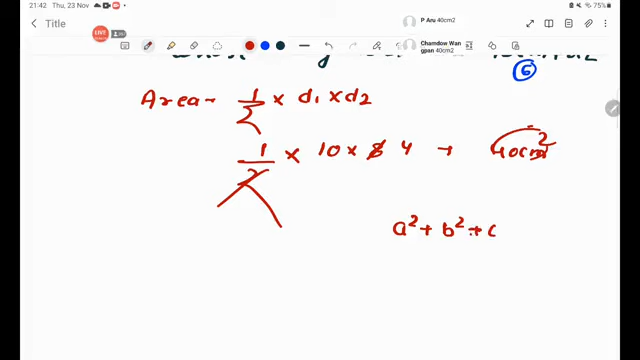 21:42 Thu, 23 Nov
75%
P Anu 40cm2
Title
LIVE
Chamdow Wan
gpan 40cm2
6
Area - 1/2 × d1 × d2
1/2 × 10 × 8 4 → 40cm2
a² + b² + c